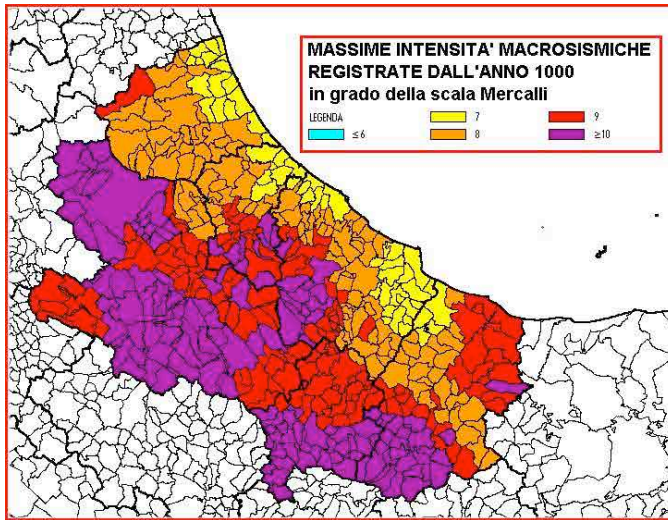 MASSIME INTENSITA' MACROSISMICHE
REGISTRATE DALL'ANNO 1000
in grado della scala Mercalli
LEGENDA
7
9
≤ 6
8
≥10